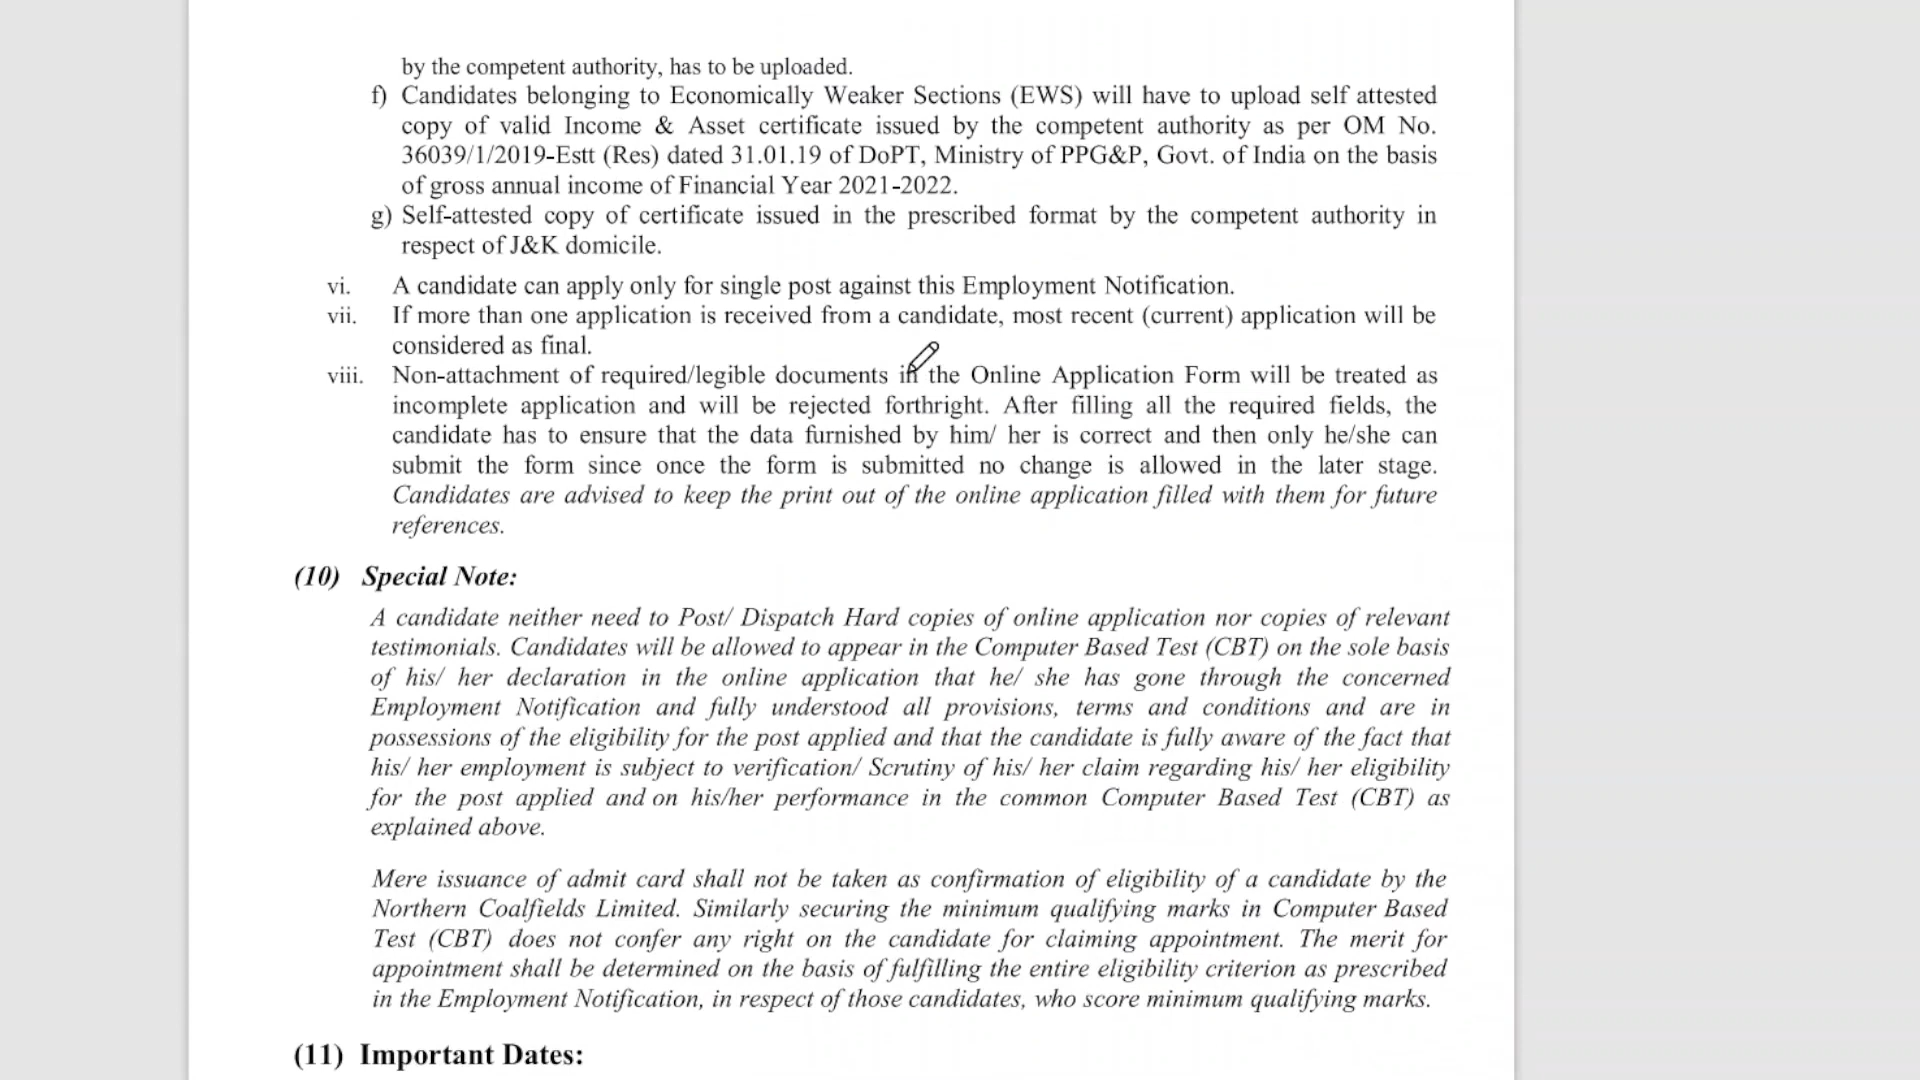 by the competent authority, has to be uploaded.
f) Candidates belonging to Economically Weaker Sections (EWS) will have to upload self attested
copy of valid Income & Asset certificate issued by the competent authority as per OM No.
36039/1/2019-Estt (Res) dated 31.01.19 of DoPT, Ministry of PPG&P, Govt. of India on the basis
of gross annual income of Financial Year 2021-2022.
g) Self-attested copy of certificate issued in the prescribed format by the competent authority in
respect of J&K domicile.
vi. A candidate can apply only for single post against this Employment Notification.
vii. If more than one application is received from a candidate, most recent (current) application will be
considered as final.
viii. Non-attachment of required/legible documents in the Online Application Form will be treated as
incomplete application and will be rejected forthright. After filling all the required fields, the
candidate has to ensure that the data furnished by him/ her is correct and then only he/she can
submit the form since once the form is submitted no change is allowed in the later stage.
Candidates are advised to keep the print out of the online application filled with them for future
references.
(10) Special Note:
A candidate neither need to Post/ Dispatch Hard copies of online application nor copies of relevant
testimonials. Candidates will be allowed to appear in the Computer Based Test (CBT) on the sole basis
of his/ her declaration in the online application that he/ she has gone through the concerned
Employment Notification and fully understood all provisions, terms and conditions and are in
possessions of the eligibility for the post applied and that the candidate is fully aware of the fact that
his/ her employment is subject to verification/ Scrutiny of his/ her claim regarding his/ her eligibility
for the post applied and on his/her performance in the common Computer Based Test (CBT) as
explained above.
Mere issuance of admit card shall not be taken as confirmation of eligibility of a candidate by the
Northern Coalfields Limited. Similarly securing the minimum qualifying marks in Computer Based
Test (CBT) does not confer any right on the candidate for claiming appointment. The merit for
appointment shall be determined on the basis of fulfilling the entire eligibility criterion as prescribed
in the Employment Notification, in respect of those candidates, who score minimum qualifying marks.
(11) Important Dates: